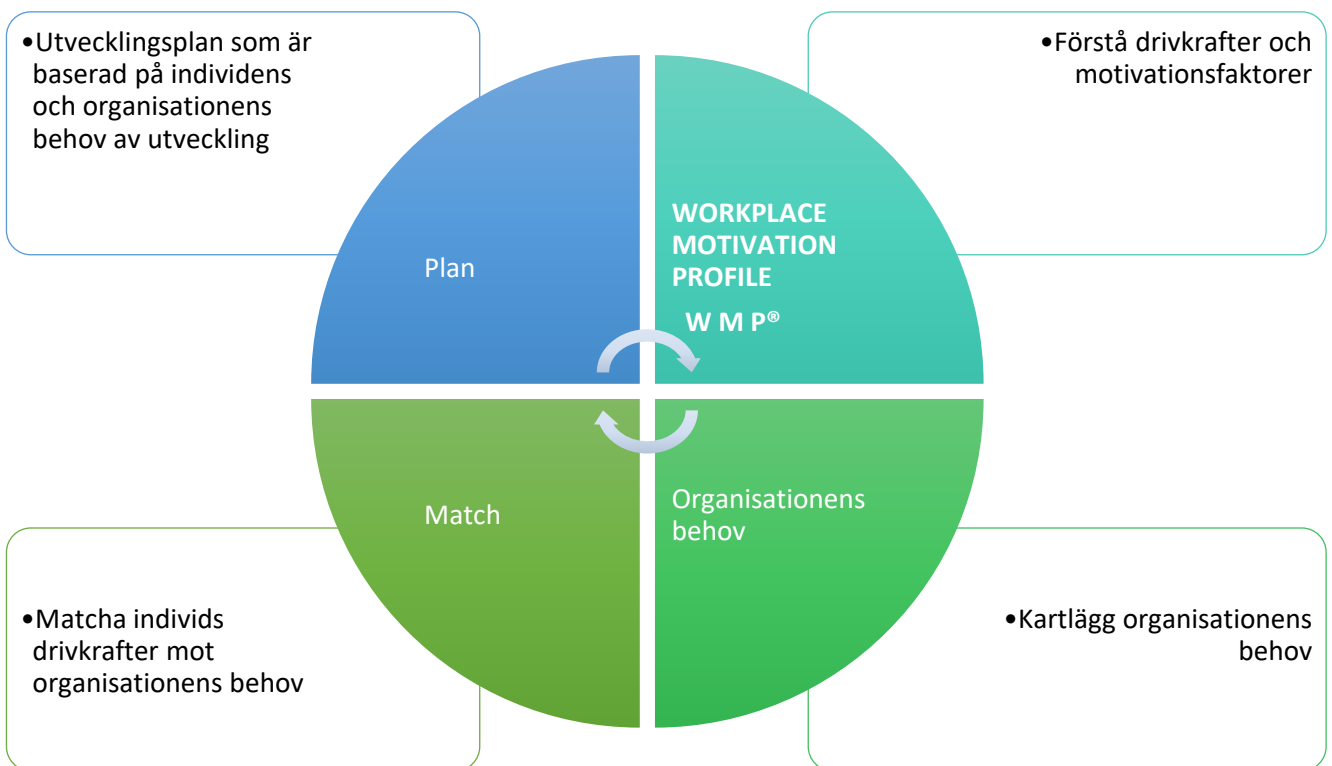 •Utvecklingsplan som är
baserad på individens
och organisationens
behov av utveckling
•Förstå drivkrafter och
motivationsfaktorer
Plan
WORKPLACE
MOTIVATION
PROFILE
W M P®
Match
Organisationens
behov
•Matcha individs
drivkrafter mot
organisationens behov
•Kartlägg organisationens
behov